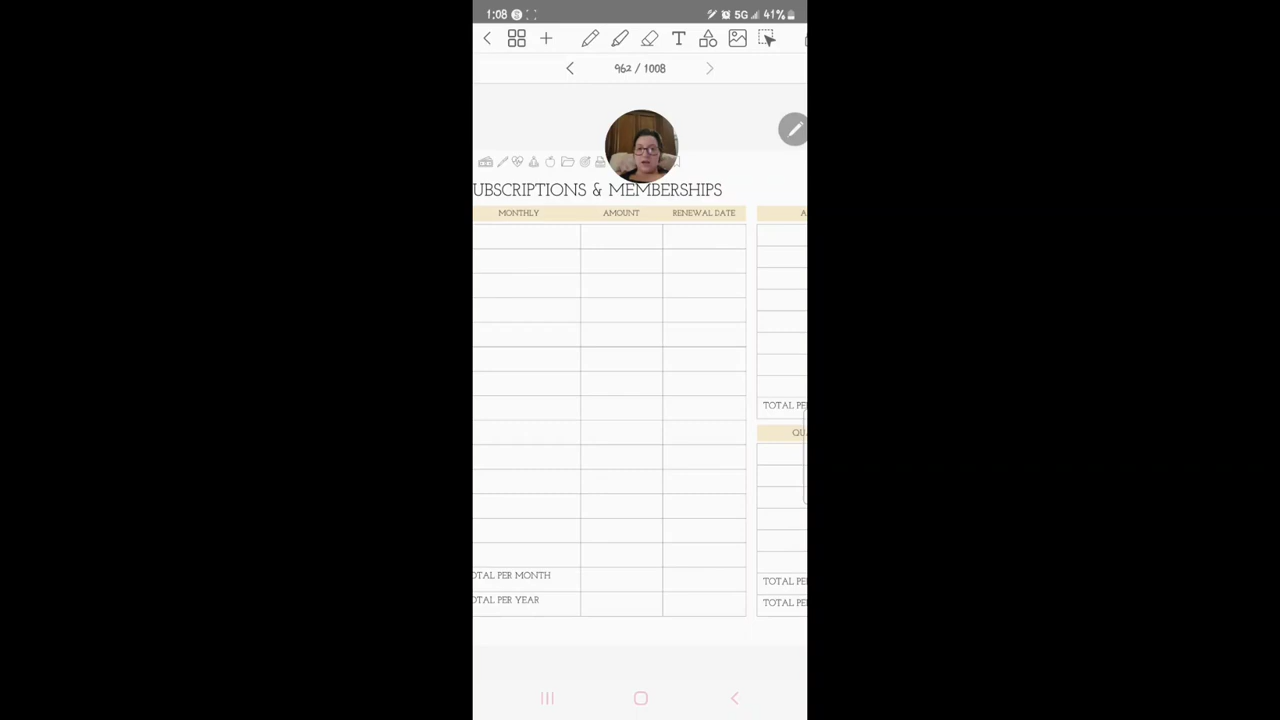 1:08 5G 41%
962 / 1008
UBSCRIPTIONS & MEMBERSHIPS
MONTHLY AMOUNT RENEWAL DATE A
TOTAL PE
QU
OTAL PER MONTH
TOTAL PE
OTAL PER YEAR
TOTAL PE